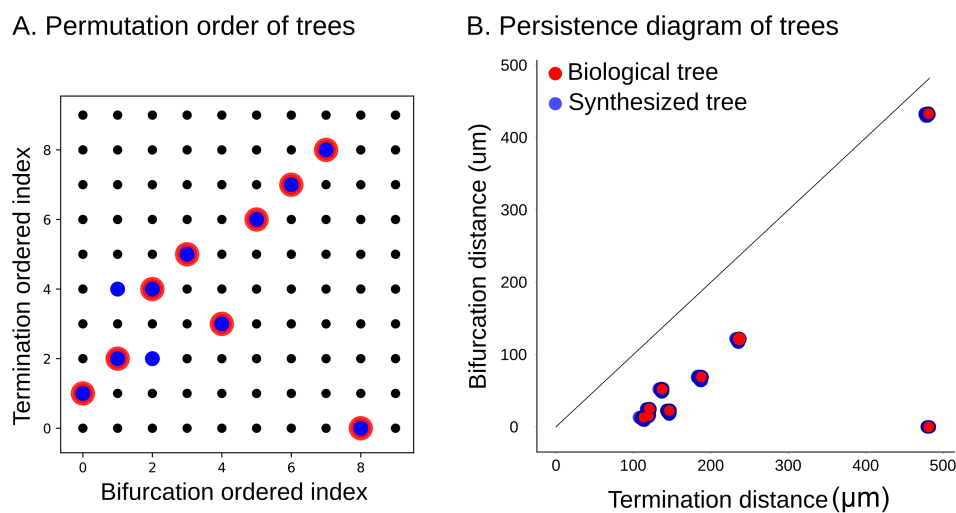 A. Permutation order of trees
Termination ordered index
8
6
4
2
0
0 2 4 6 8
Bifurcation ordered index
B. Persistence diagram of trees
Biological tree
Synthesized tree
Bifurcation distance (um)
500
400
300
200
100
0
0 100 200 300 400 500
Termination distance (μm)